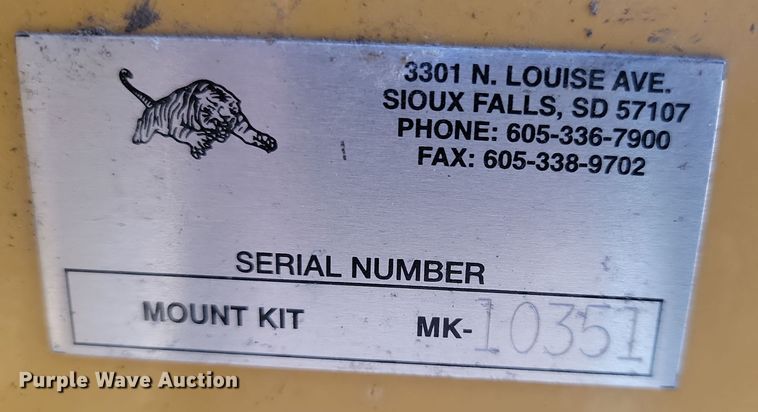 3301 N. LOUISE AVE.
SIOUX FALLS, SD 57107
PHONE: 605-336-7900
FAX: 605-338-9702
SERIAL NUMBER
MOUNT KIT MK-10351
Purple Wave Auction